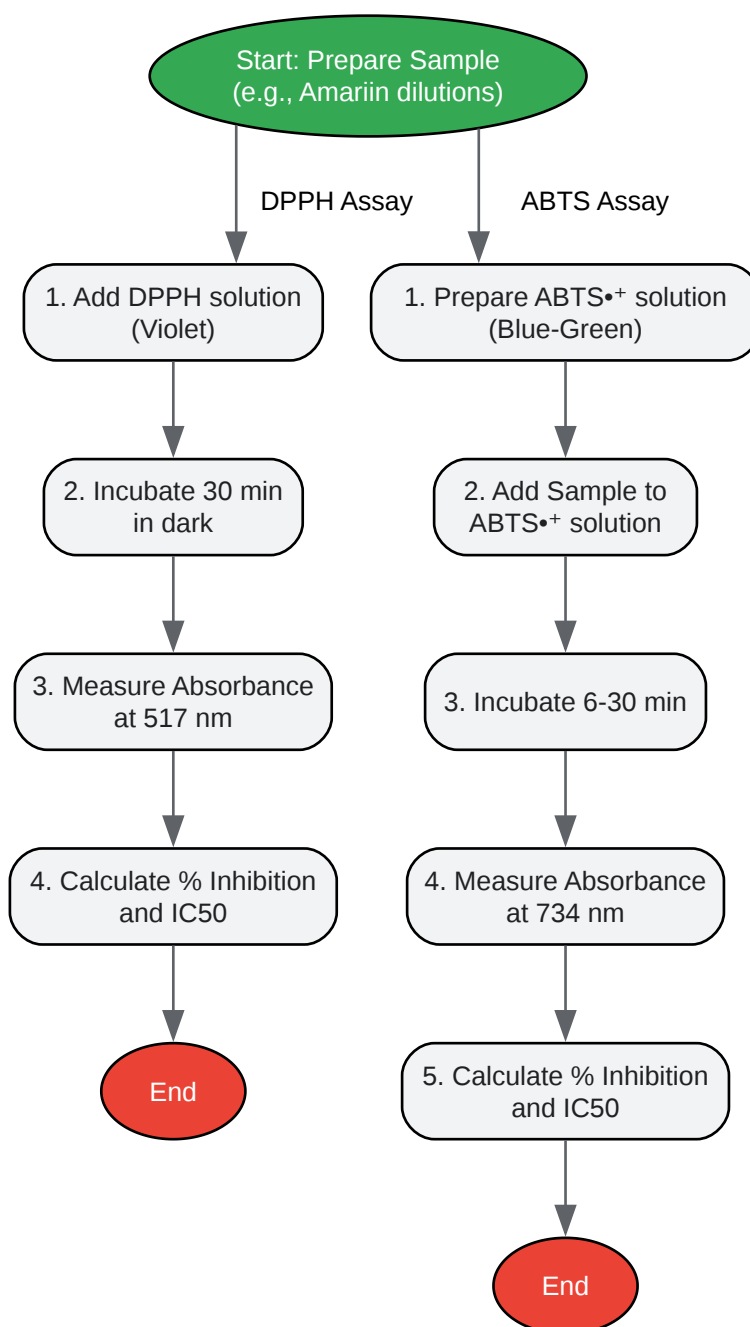 Start: Prepare Sample
(e.g., Amariin dilutions)
DPPH Assay
1. Add DPPH solution
(Violet)
2. Incubate 30 min
in dark
3. Measure Absorbance
at 517 nm
4. Calculate % Inhibition
and IC50
End
ABTS Assay
1. Prepare ABTS•⁺ solution
(Blue-Green)
2. Add Sample to
ABTS•⁺ solution
3. Incubate 6-30 min
4. Measure Absorbance
at 734 nm
5. Calculate % Inhibition
and IC50
End